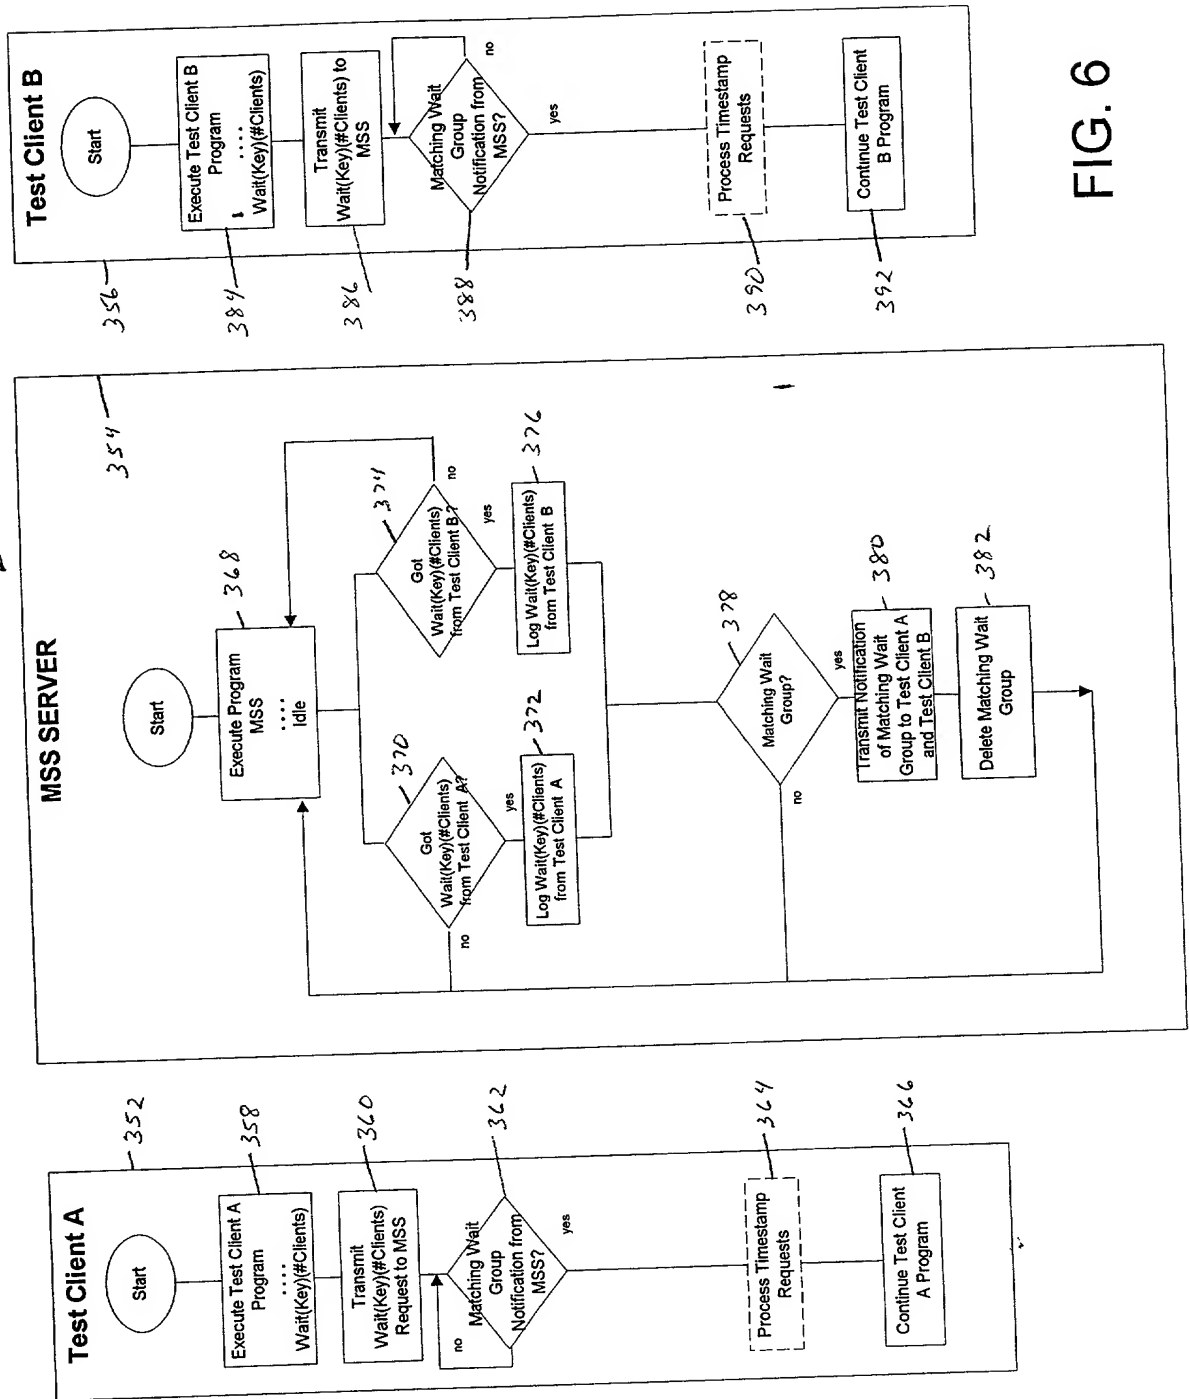 Test Client A
352
Start
Execute Test Client A
Program
....
Wait(Key)(#Clients)
358
Transmit
Wait(Key)(#Clients)
Request to MSS
360
Matching Wait
Group
Notification from
MSS?
362
no
yes
Process Timestamp
Requests
364
Continue Test Client
A Program
366
MSS SERVER
354
Start
Execute Program
MSS
....
Idle
368
Got
Wait(Key)(#Clients)
from Test Client A?
370
no
yes
Log Wait(Key)(#Clients)
from Test Client A
372
Got
Wait(Key)(#Clients)
from Test Client B?
374
no
yes
Log Wait(Key)(#Clients)
from Test Client B
376
Matching Wait
Group?
378
no
yes
Transmit Notification
of Matching Wait
Group to Test Client A
and Test Client B
380
Delete Matching Wait
Group
382
Test Client B
356
Start
Execute Test Client B
Program
....
Wait(Key)(#Clients)
384
Transmit
Wait(Key)(#Clients) to
MSS
386
Matching Wait
Group
Notification from
MSS?
388
no
yes
Process Timestamp
Requests
390
Continue Test Client
B Program
392
FIG. 6